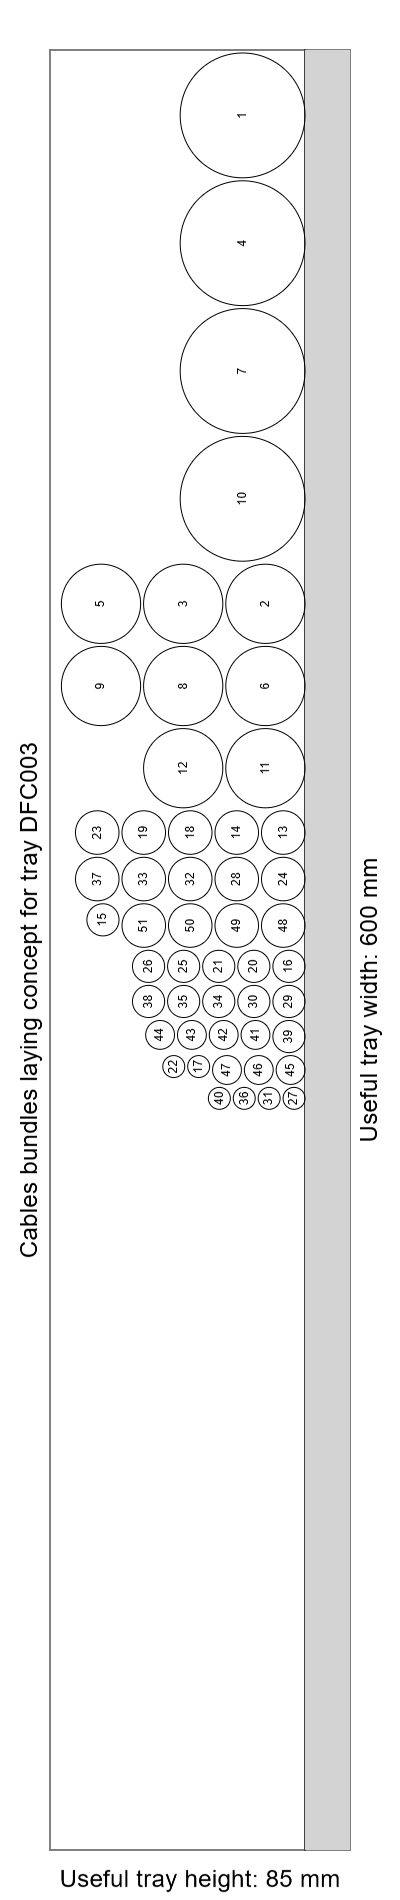 Cables bundles laying concept for tray DFC003
1
4
7
10
5 3 2
9 8 6
12 11
23 19 18 14 13
37 33 32 28 24
15 51 50 49 48
26 25 21 20 16
38 35 34 30 29
44 43 42 41 39
22 17 47 46 45
40 36 31 27
Useful tray width: 600 mm
Useful tray height: 85 mm